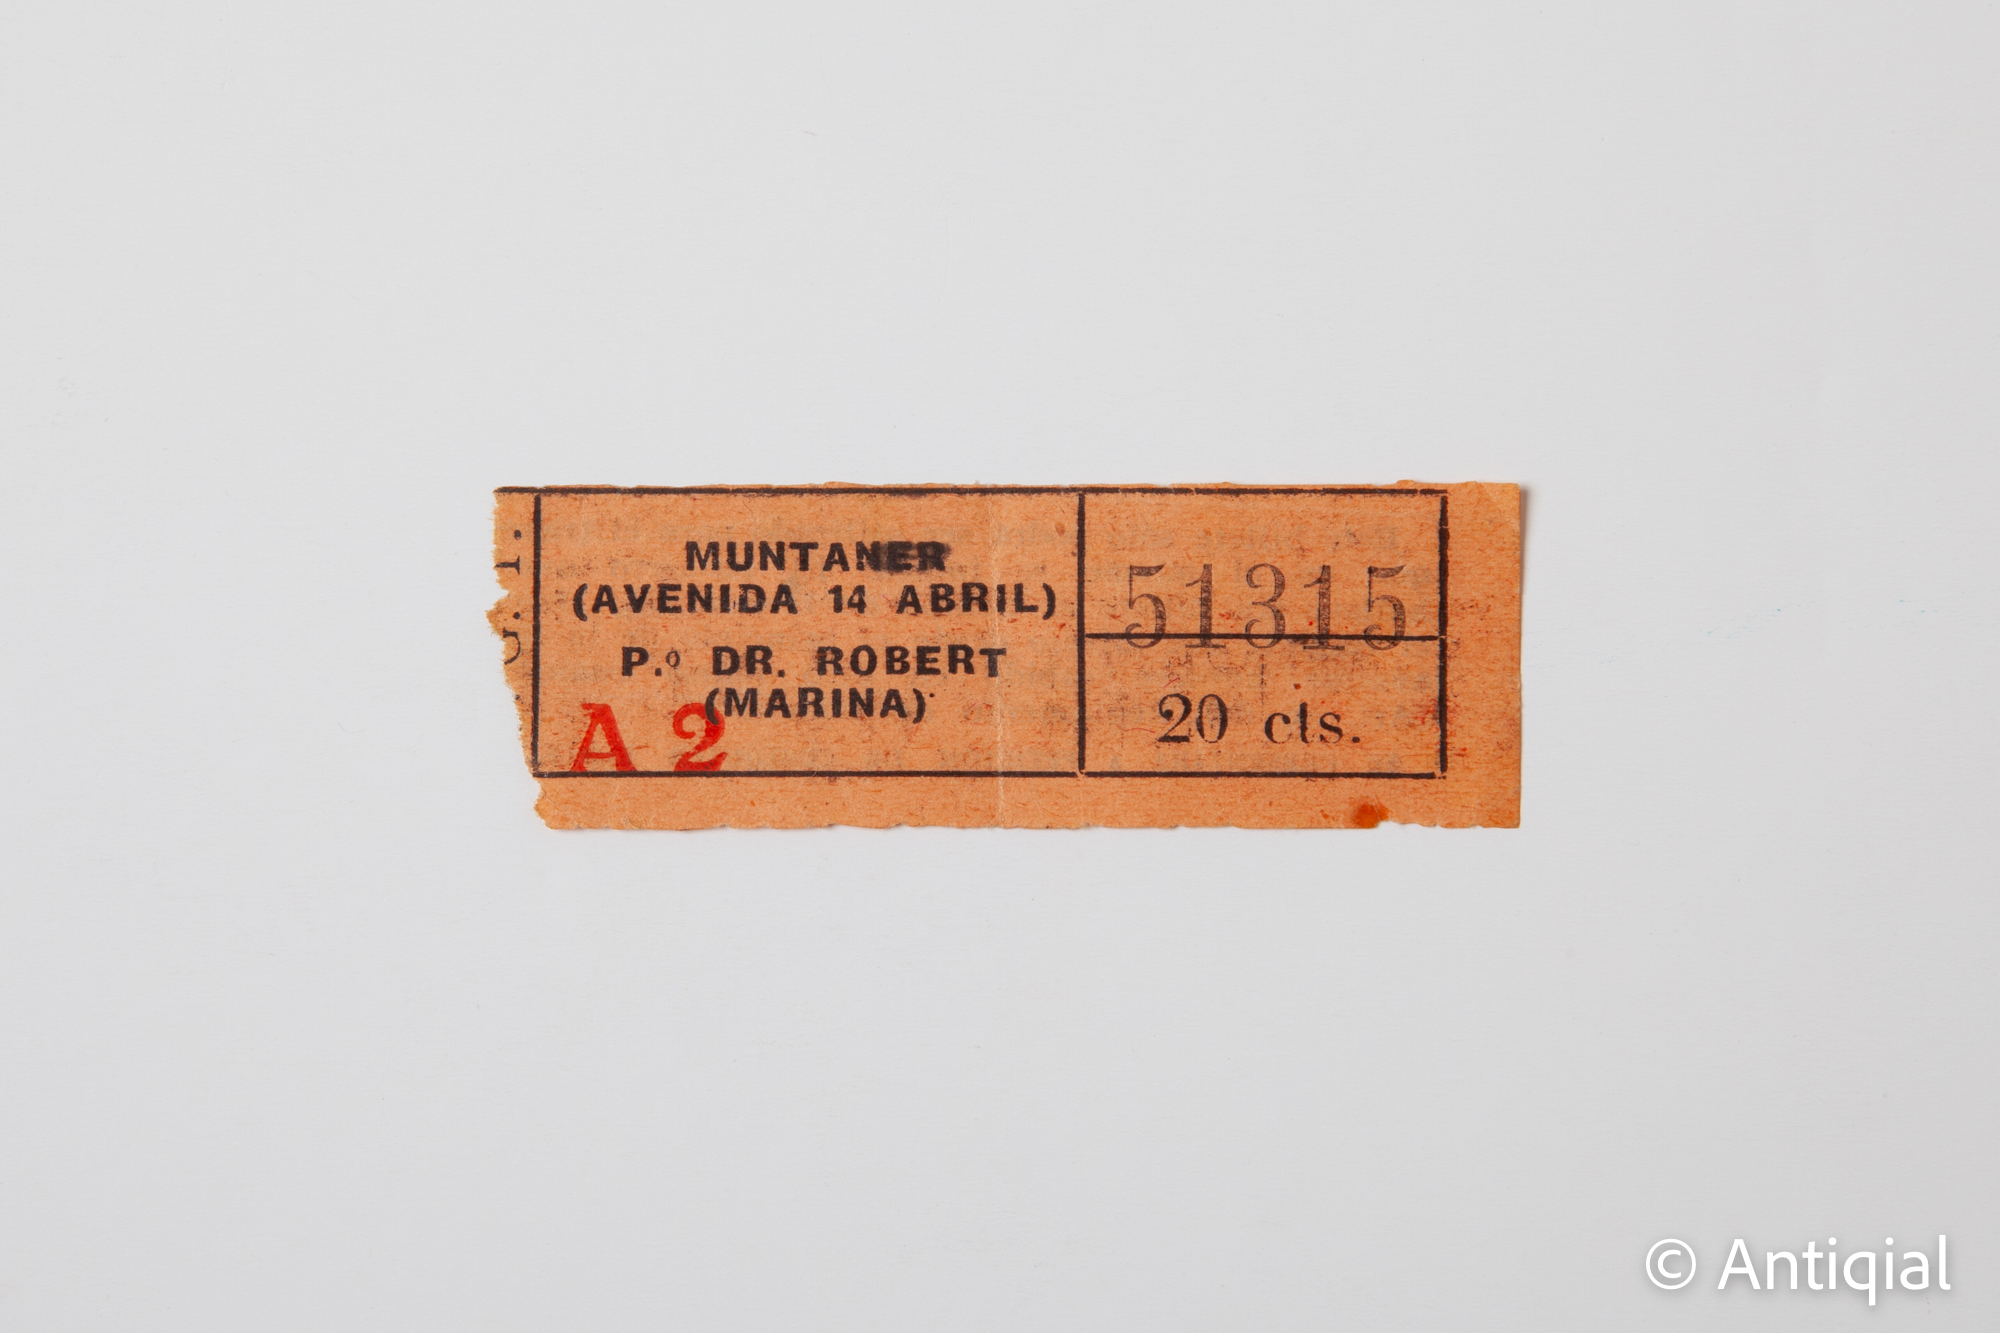 MUNTANER
(AVENIDA 14 ABRIL)
P.º DR. ROBERT
(MARINA)
A 2
51315
20 cts.
© Antiqial